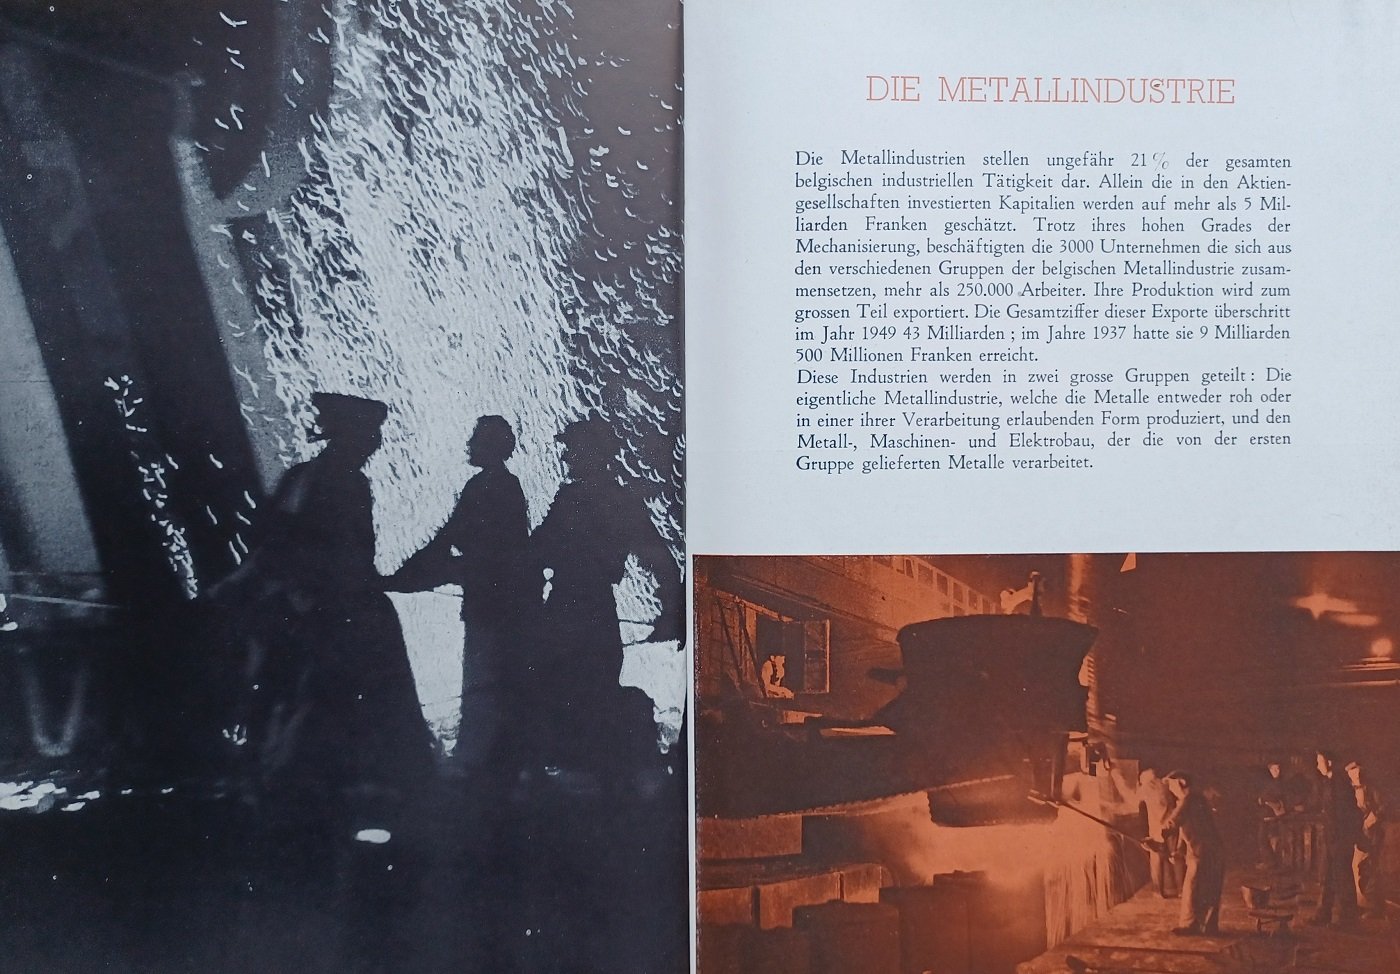 DIE METALLINDUSTRIE
Die Metallindustrien stellen ungefähr 21 % der gesamten
belgischen industriellen Tätigkeit dar. Allein die in den Aktien-
gesellschaften investierten Kapitalien werden auf mehr als 5 Mil-
liarden Franken geschätzt. Trotz ihres hohen Grades der
Mechanisierung, beschäftigten die 3000 Unternehmen die sich aus
den verschiedenen Gruppen der belgischen Metallindustrie zusam-
mensetzen, mehr als 250.000 Arbeiter. Ihre Produktion wird zum
grossen Teil exportiert. Die Gesamtziffer dieser Exporte überschritt
im Jahr 1949 43 Milliarden ; im Jahre 1937 hatte sie 9 Milliarden
500 Millionen Franken erreicht.
Diese Industrien werden in zwei grosse Gruppen geteilt : Die
eigentliche Metallindustrie, welche die Metalle entweder roh oder
in einer ihrer Verarbeitung erlaubenden Form produziert, und den
Metall-, Maschinen- und Elektrobau, der die von der ersten
Gruppe gelieferten Metalle verarbeitet.